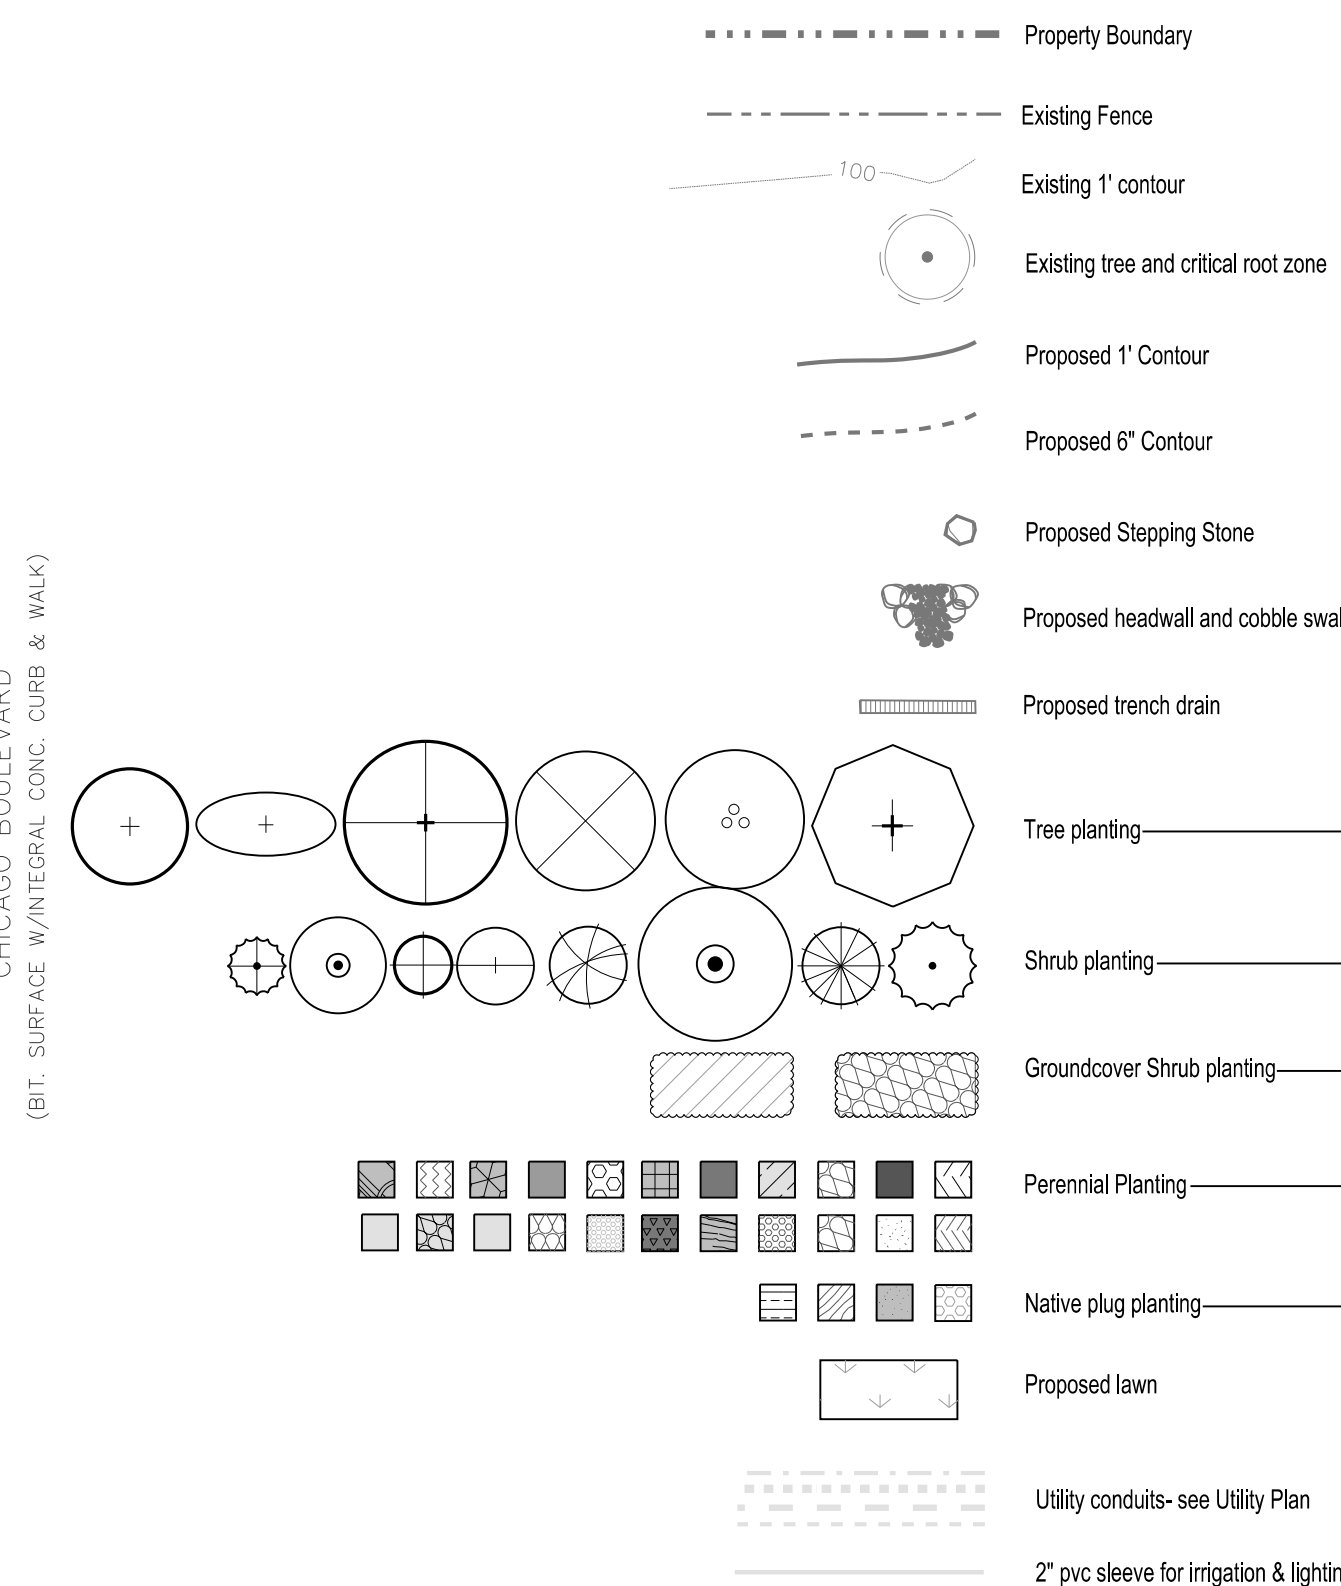 Property Boundary
Existing Fence
100
Existing 1' contour
Existing tree and critical root zone
Proposed 1' Contour
Proposed 6" Contour
Proposed Stepping Stone
Proposed headwall and cobble
Proposed trench drain
CHICAGO BOULEVARD
(BIT. SURFACE W/INTEGRAL CONC. CURB & WALK)
Tree planting
Shrub planting
Groundcover Shrub planting
Perennial Planting
Native plug planting
Proposed lawn
Utility conduits- see Utility Plan
2" pvc sleeve for irrigation &